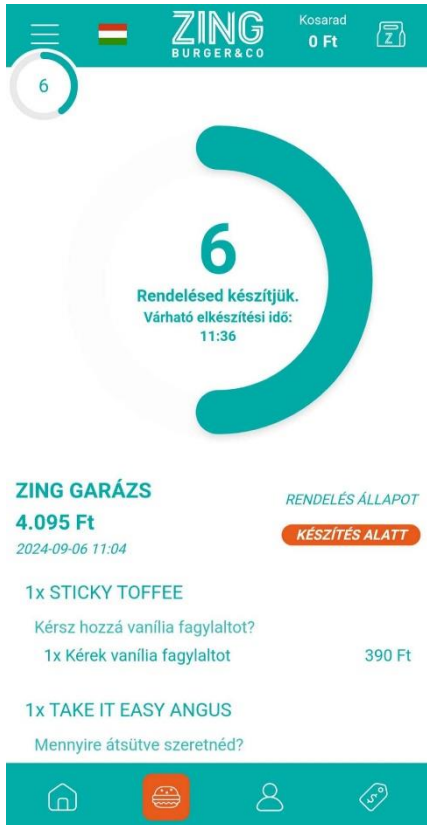 ZING
BURGER&CO
Kosarad
0 Ft
Z
6
6
Rendelésed készítjük.
Várható elkészítési idő:
11:36
ZING GARÁZS
4.095 Ft
2024-09-06 11:04
RENDELÉS ÁLLAPOT
KÉSZÍTÉS ALATT
1x STICKY TOFFEE
Kérsz hozzá vanília fagylaltot?
1x Kérek vanília fagylaltot 390 Ft
1x TAKE IT EASY ANGUS
Mennyire átsütve szeretnéd?